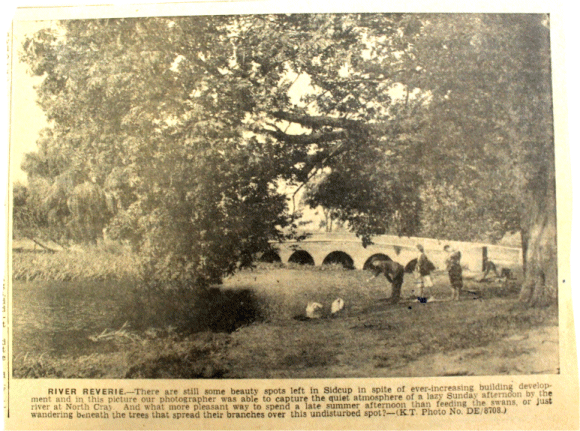 RIVER REVERIE.—There are still some beauty spots left in Sidcup in spite of ever-increasing building develop-
ment and in this picture our photographer was able to capture the quiet atmosphere of a lazy Sunday afternoon by the
river at North Cray. And what more pleasant way to spend a late summer afternoon than feeding the swans, or just
wandering beneath the trees that spread their branches over this undisturbed spot?—(K.T. Photo No. DE/8708.)